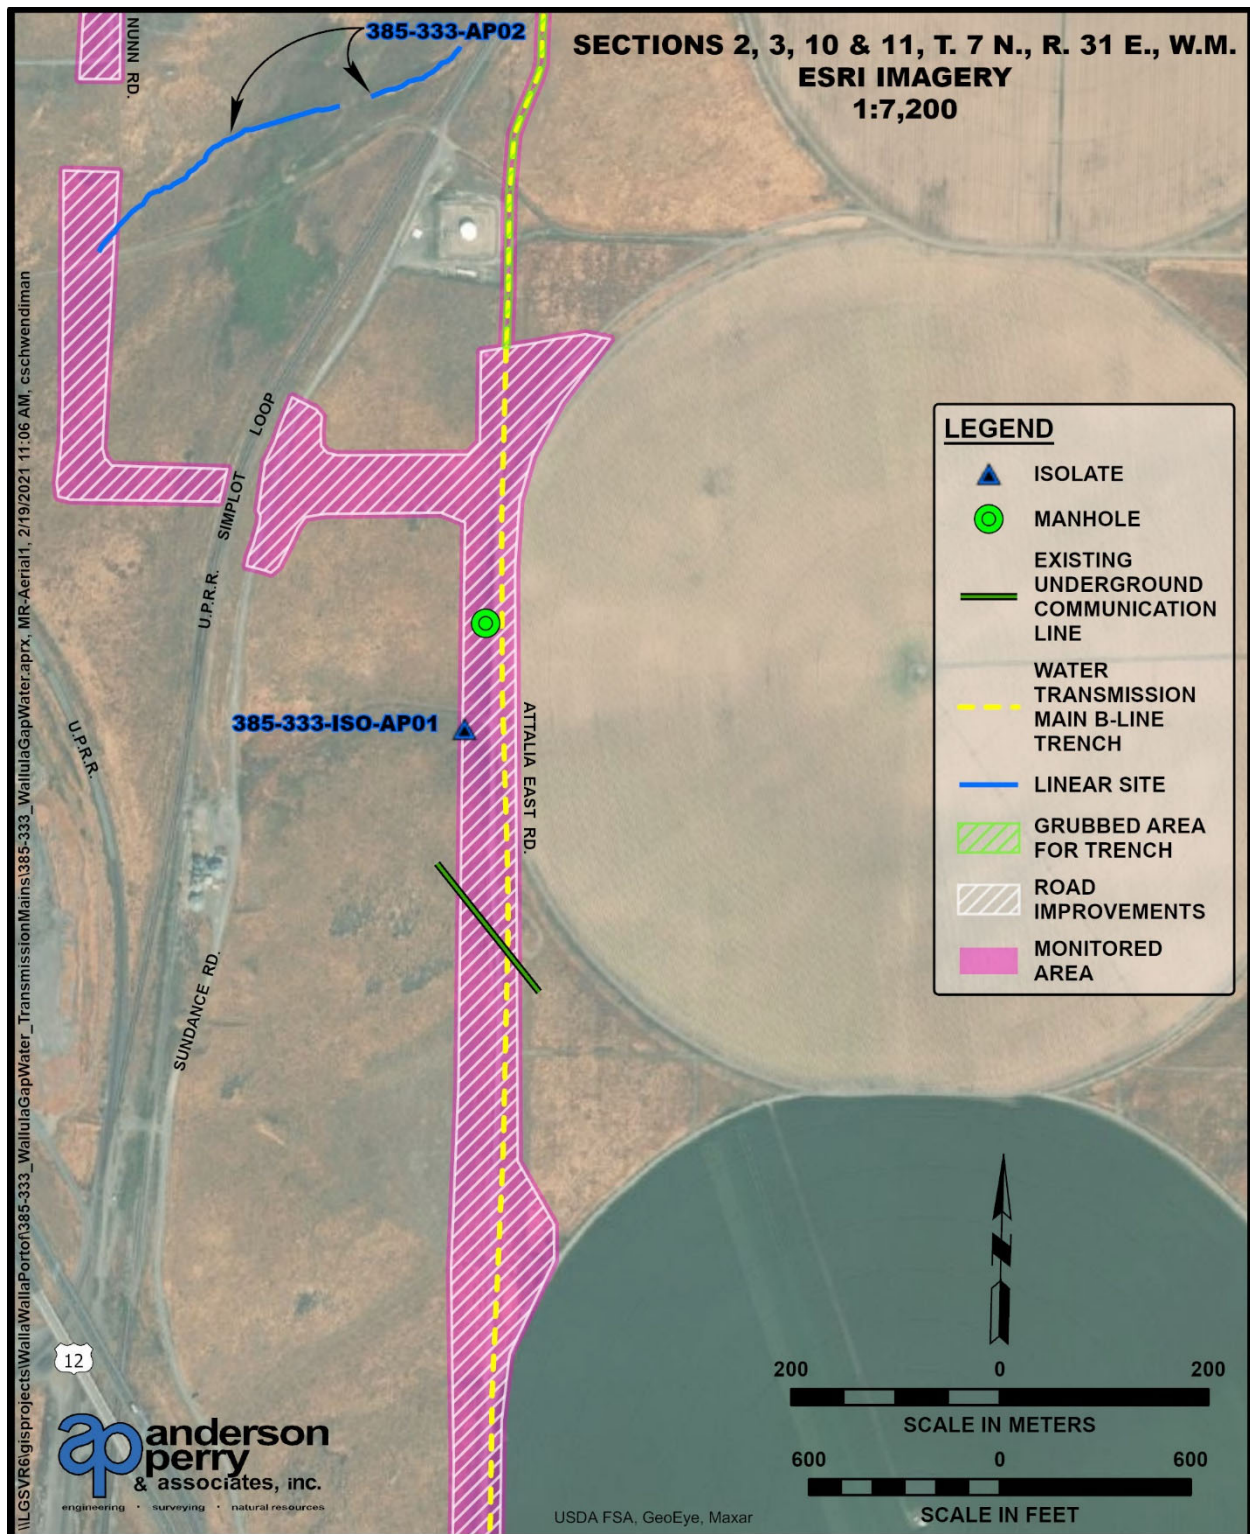 385-333-AP02
SECTIONS 2, 3, 10 & 11, T. 7 N., R. 31 E., W.M.
ESRI IMAGERY
1:7,200
NUNN RD.
LEGEND
ISOLATE
MANHOLE
EXISTING
UNDERGROUND
COMMUNICATION
LINE
WATER
TRANSMISSION
MAIN B-LINE
TRENCH
LINEAR SITE
GRUBBED AREA
FOR TRENCH
ROAD
IMPROVEMENTS
MONITORED
AREA
U.P.R.R. SIMPLOT LOOP
385-333-ISO-AP01
ATTALIA EAST RD.
U.P.R.R.
SUNDANCE RD.
12
N
200 0 200
SCALE IN METERS
600 0 600
SCALE IN FEET
ap anderson
perry
& associates, inc.
engineering · surveying · natural resources
USDA FSA, GeoEye, Maxar
\\LGSVR6\gisprojects\WallaWallaPortof\385-333_WallulaGapWater_TransmissionMains\385-333_WallulaGapWater.aprx, MR-Aerial1, 2/19/2021 11:06 AM, cschwendiman